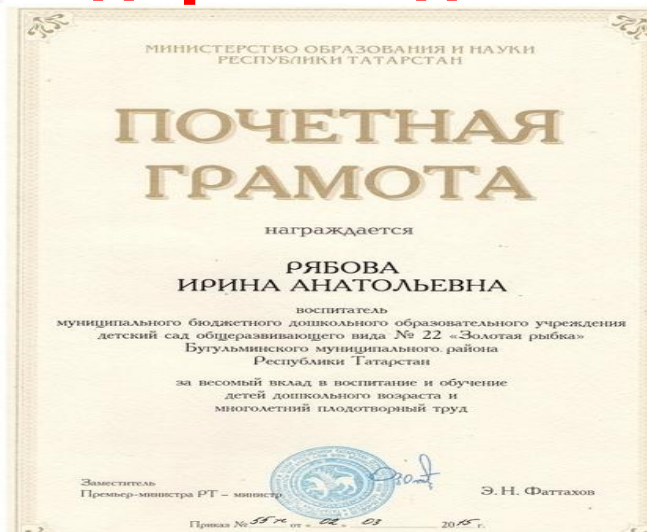 МИНИСТЕРСТВО ОБРАЗОВАНИЯ И НАУКИ
РЕСПУБЛИКИ ТАТАРСТАН
ПОЧЕТНАЯ
ГРАМОТА
награждается
РЯБОВА
ИРИНА АНАТОЛЬЕВНА
воспитатель
муниципального бюджетного дошкольного образовательного учреждения
детский сад общеразвивающего вида № 22 «Золотая рыбка»
Бугульминского муниципального района
Республики Татарстан
за весомый вклад в воспитание и обучение
детей дошкольного возраста и
многолетний плодотворный труд
Заместитель
Премьер-министра РТ – министр
Э. Н. Фаттахов
Приказ № от « 02 » 03 2015 г.